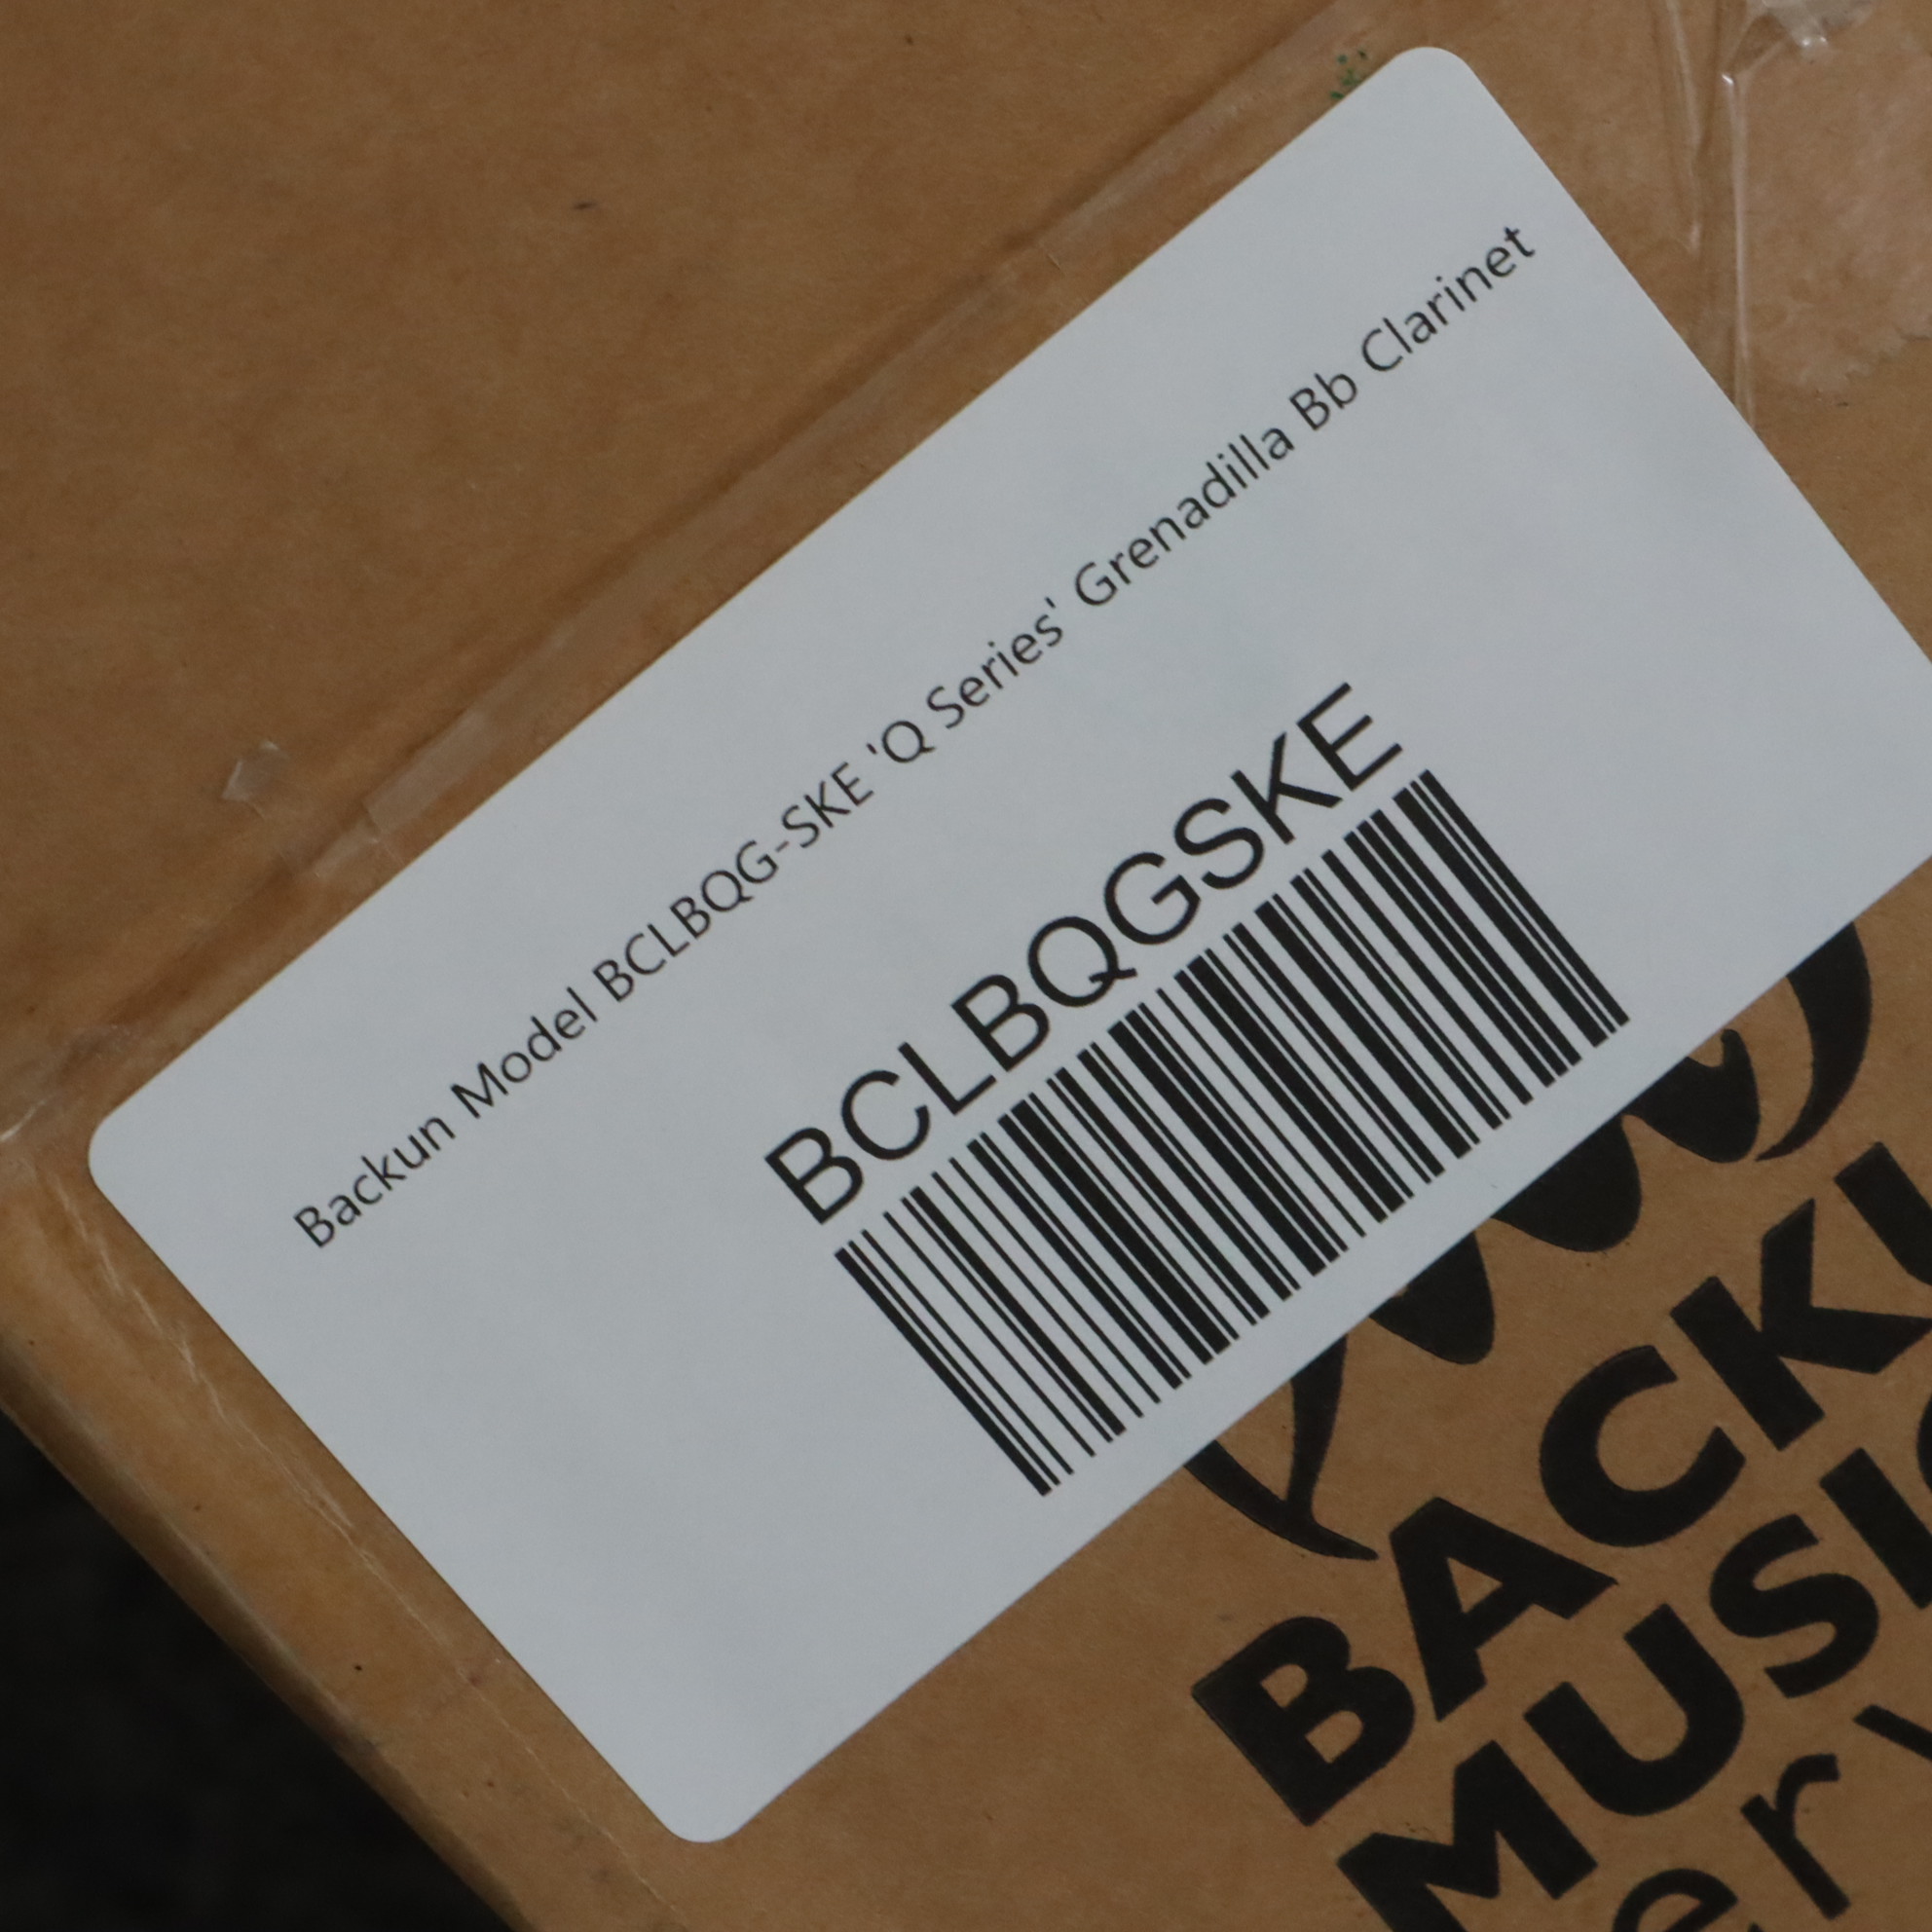 Backun Model BCLBQG-SKE 'Q Series' Grenadilla Bb Clarinet
BCLBQGSKE